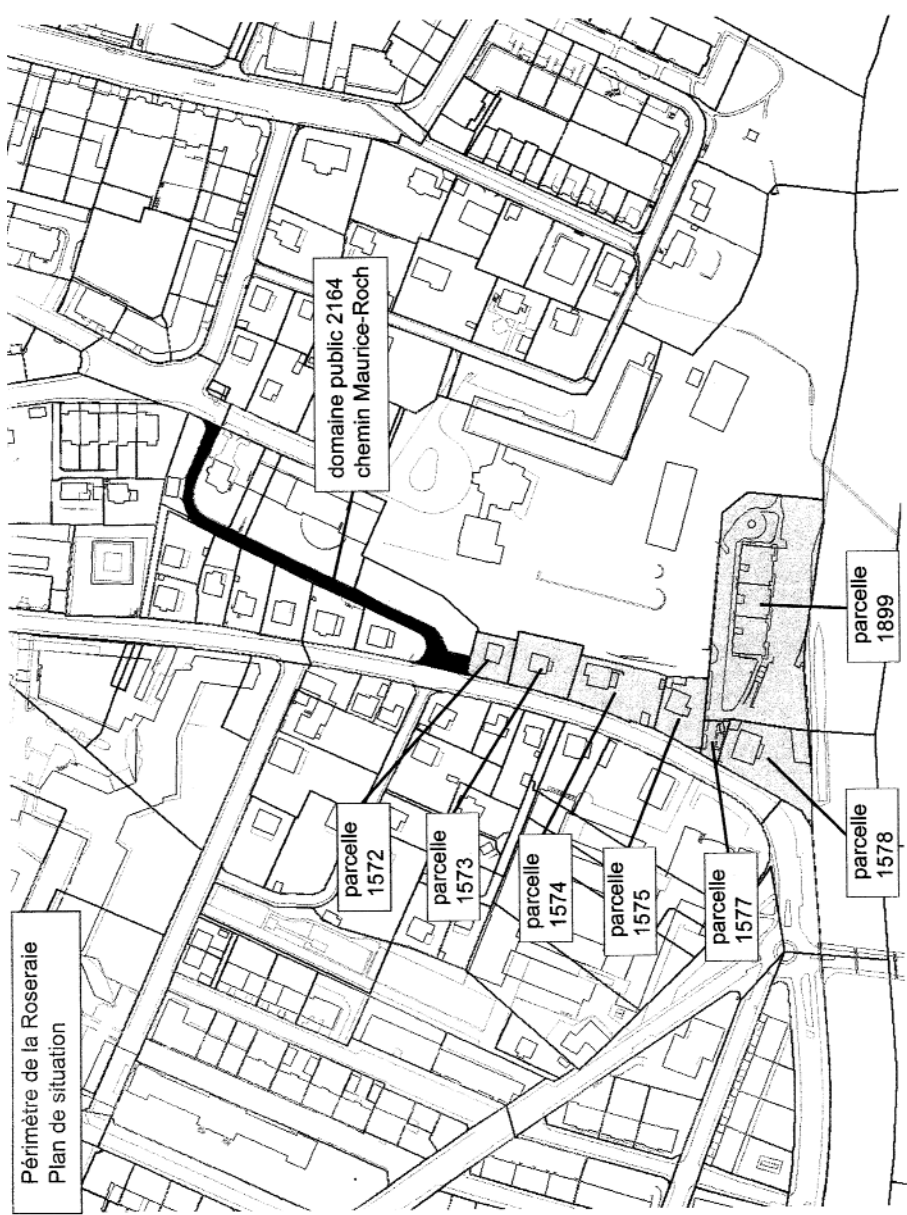 Périmètre de la Roseraie
Plan de situation
parcelle
1572
parcelle
1573
parcelle
1574
parcelle
1575
parcelle
1577
parcelle
1578
domaine public 2164
chemin Maurice-Roch
parcelle
1899